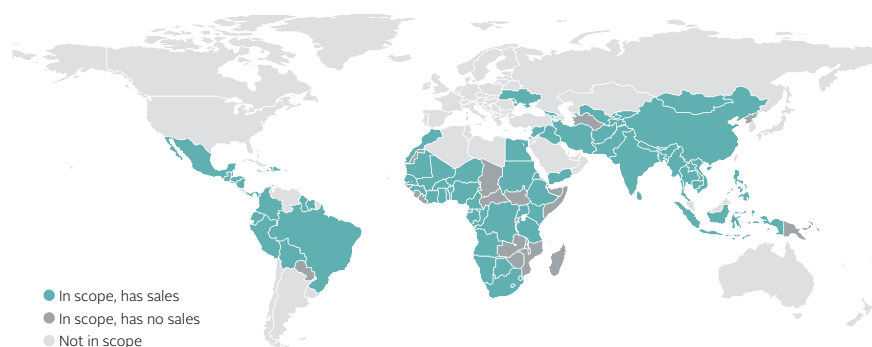 In scope, has sales
In scope, has no sales
Not in scope